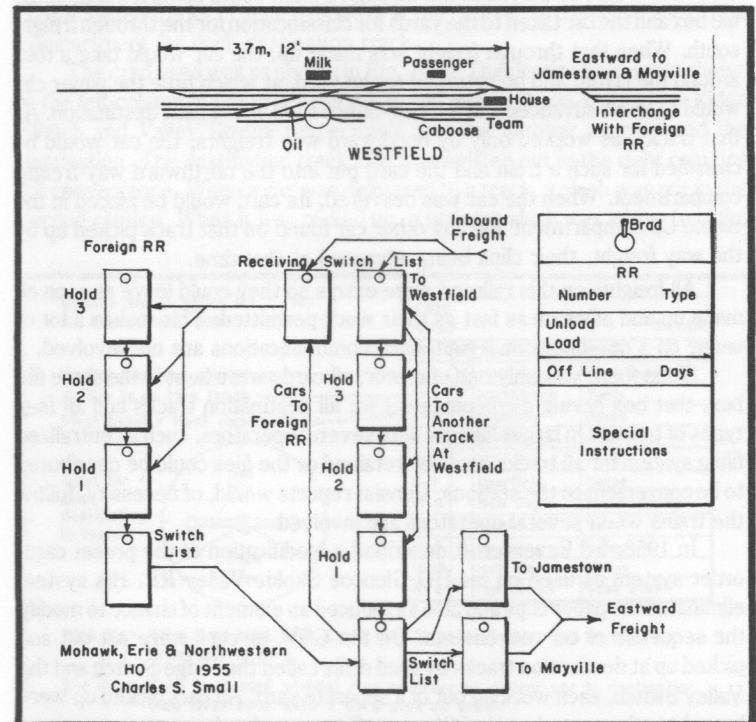 3.7m, 12'
Milk
Passenger
Eastward to
Jamestown & Mayville
House
Team
Caboose
Oil
Interchange
With Foreign
RR
WESTFIELD
Inbound
Freight
Foreign RR
Receiving
Switch List
To
Westfield
Hold
3
Hold
2
Hold
1
Cars
To
Foreign
RR
Hold
3
Hold
2
Hold
1
Cars
To
Another
Track
At
Westfield
Brad
RR
Number Type
Unload
Load
Off Line Days
Special
Instructions
Switch
List
To Jamestown
Eastward
Freight
Switch
List
To Mayville
Mohawk, Erie & Northwestern
HO 1955
Charles S. Small